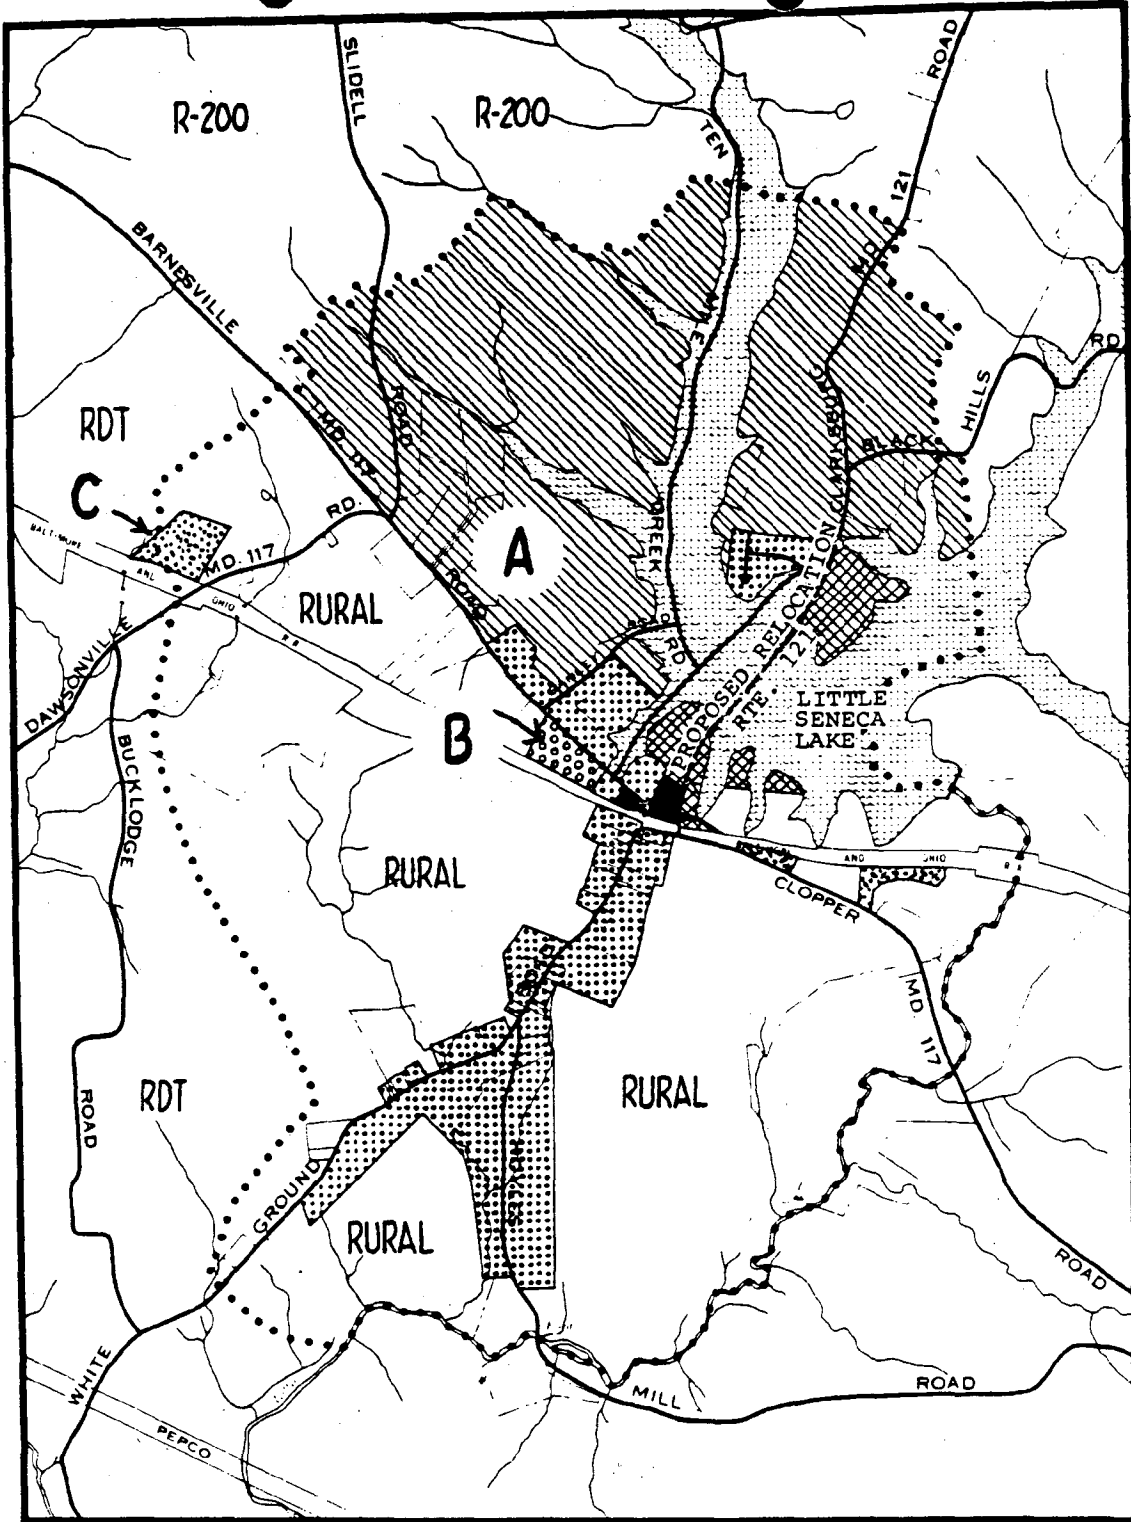 SLIDELL
ROAD
R-200
R-200
TEN
MD. 121
BARNESVILLE
MILE
RD.
HILLS
RDT
ROAD
MD. 117
CLARKSBURG
BLACK
C
RD.
CREEK
A
BALTIMORE
MD. 117
AND
OHIO
R.R.
ROAD
RURAL
RD.
PROPOSED RELOCATION
RTE. 121
DAWSONVILLE
LITTLE
SENECA
LAKE
B
BUCKLODGE
RURAL
AND
OHIO
R
CLOPPER
MD. 117
RDT
ROAD
RURAL
HOYLES
GROUND
RURAL
ROAD
WHITE
MILL
ROAD
PEPCO